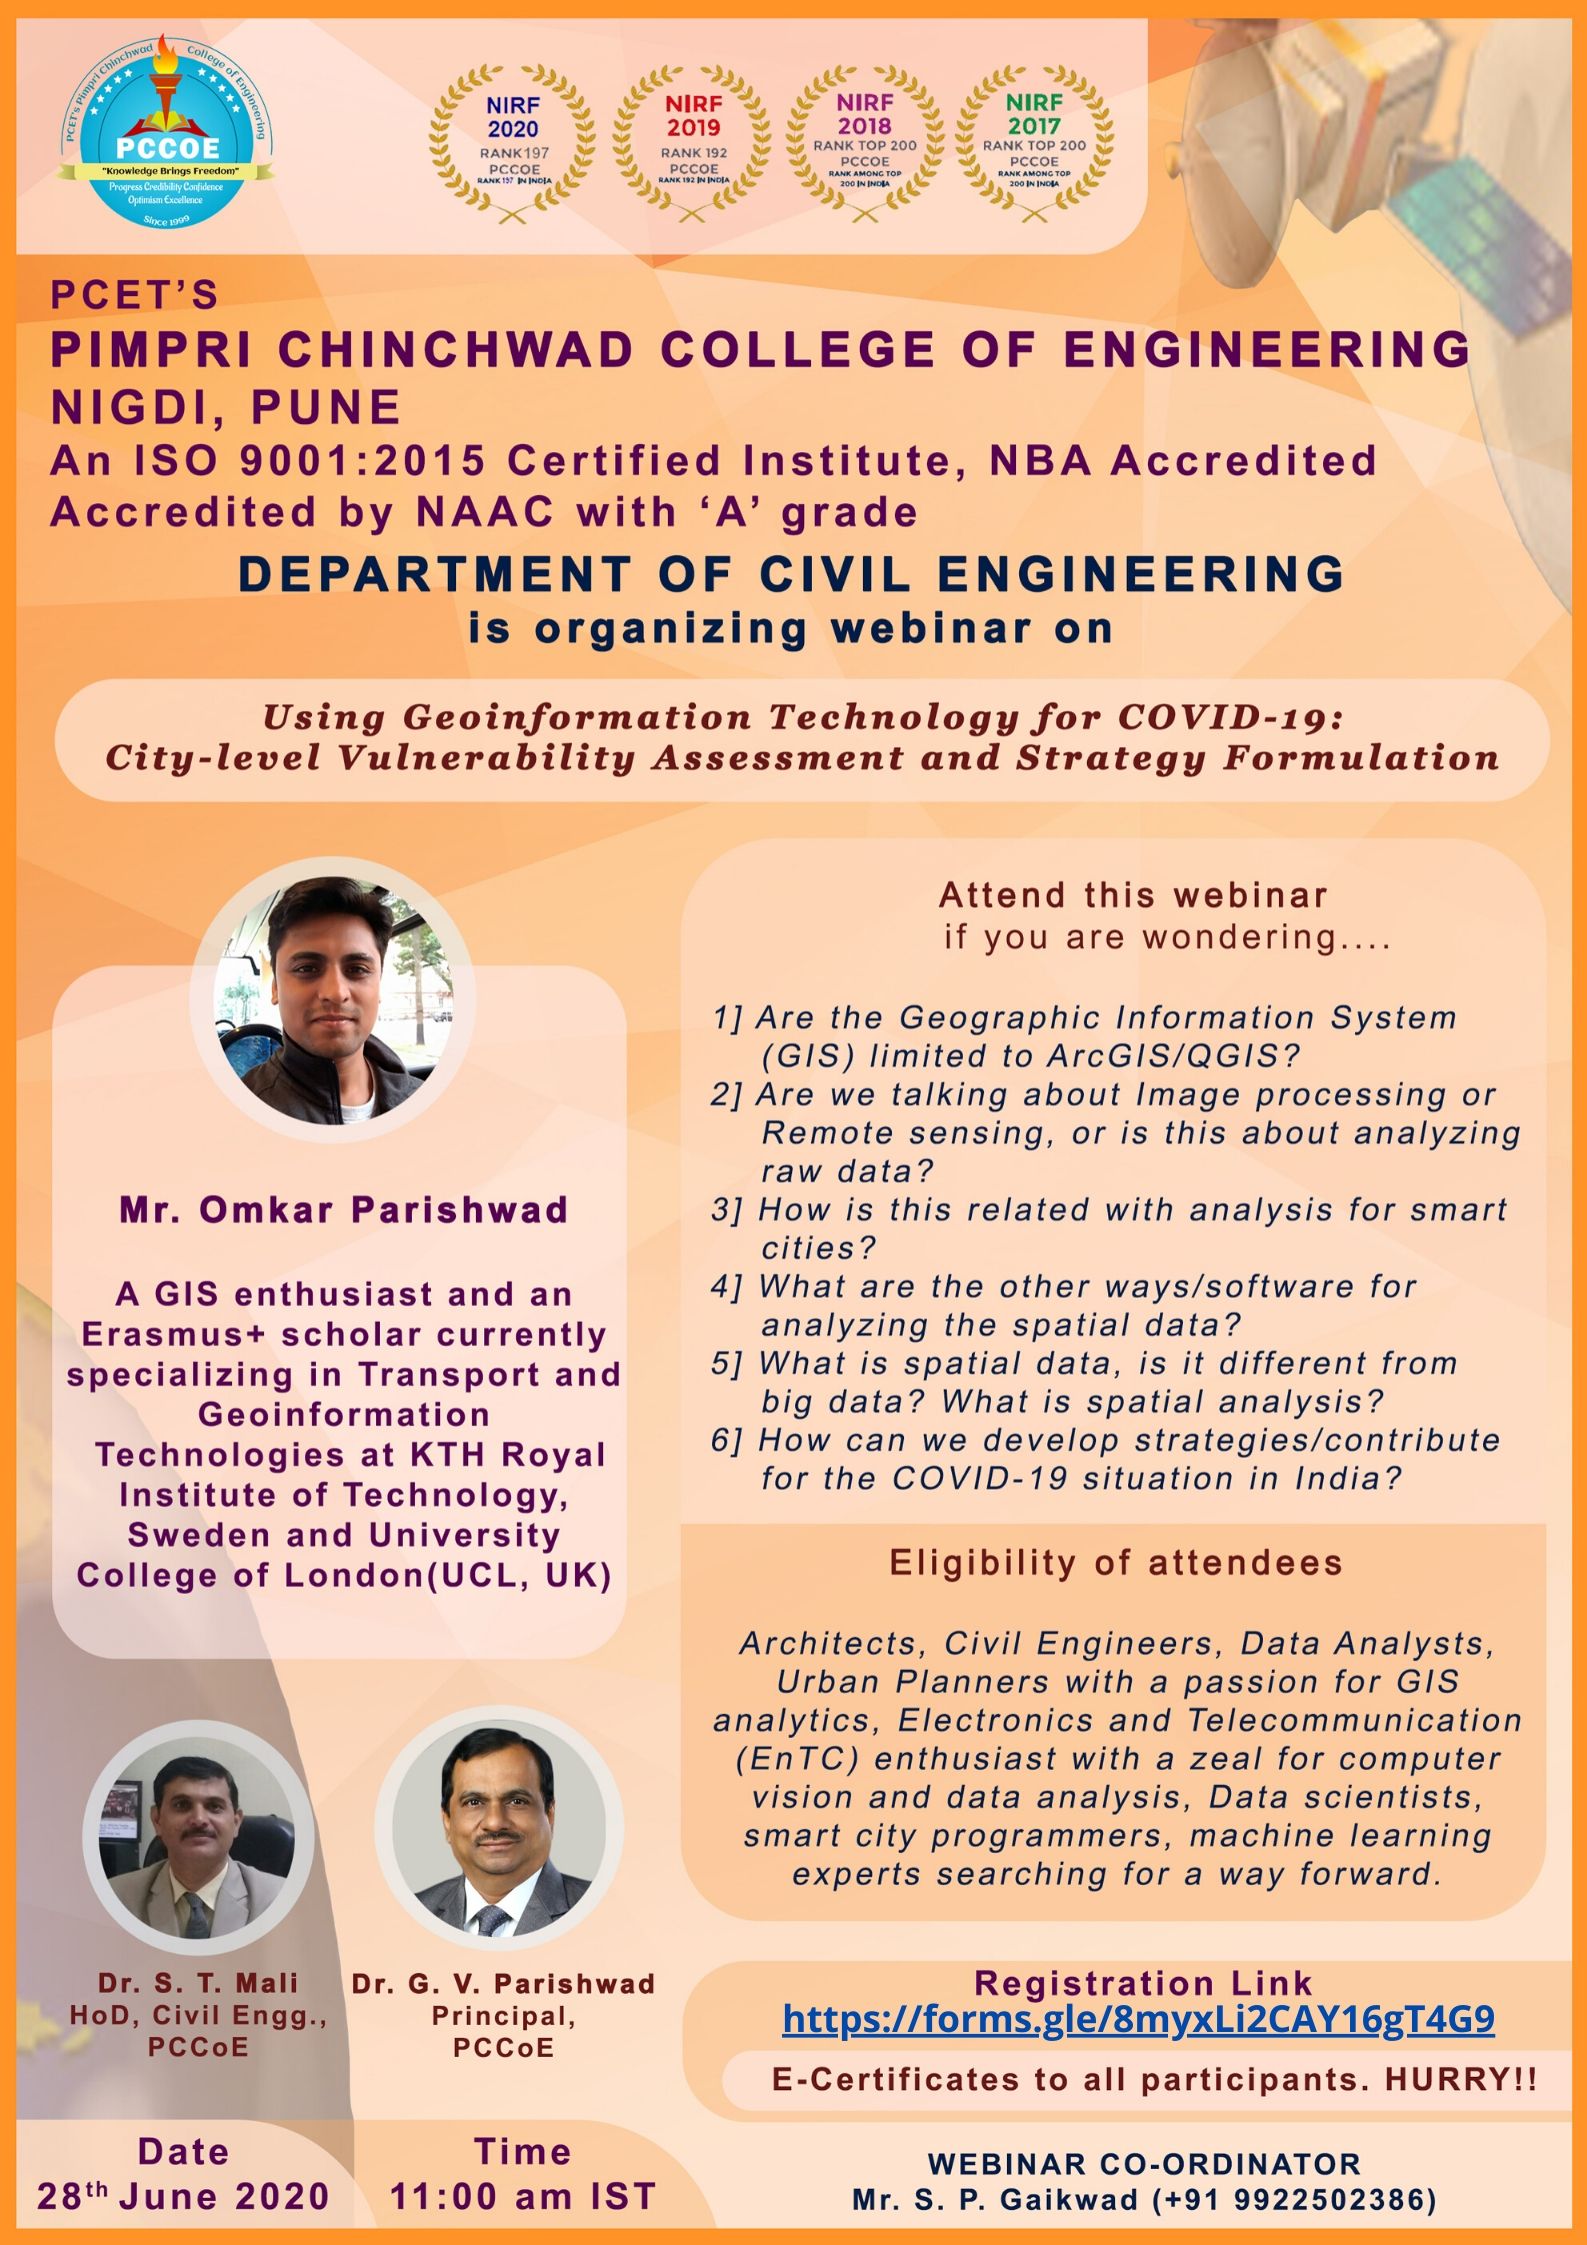 PCET's Pimpri Chinchwad College of Engineering
PCCOE
"Knowledge Brings Freedom"
Progress Credibility Confidence
Optimism Excellence
Since 1999
NIRF
2020
RANK197
PCCOE
RANK 197 IN INDIA
NIRF
2019
RANK 192
PCCOE
RANK 192 IN INDIA
NIRF
2018
RANK TOP 200
PCCOE
RANK AMONG TOP
200 IN INDIA
NIRF
2017
RANK TOP 200
PCCOE
RANK AMONG TOP
200 IN INDIA
PCET'S
PIMPRI CHINCHWAD COLLEGE OF ENGINEERING
NIGDI, PUNE
An ISO 9001:2015 Certified Institute, NBA Accredited
Accredited by NAAC with ‘A’ grade
DEPARTMENT OF CIVIL ENGINEERING
is organizing webinar on
Using Geoinformation Technology for COVID-19:
City-level Vulnerability Assessment and Strategy Formulation
Mr. Omkar Parishwad
A GIS enthusiast and an
Erasmus+ scholar currently
specializing in Transport and
Geoinformation
Technologies at KTH Royal
Institute of Technology,
Sweden and University
College of London(UCL, UK)
Attend this webinar
if you are wondering....
1] Are the Geographic Information System
(GIS) limited to ArcGIS/QGIS?
2] Are we talking about Image processing or
Remote sensing, or is this about analyzing
raw data?
3] How is this related with analysis for smart
cities?
4] What are the other ways/software for
analyzing the spatial data?
5] What is spatial data, is it different from
big data? What is spatial analysis?
6] How can we develop strategies/contribute
for the COVID-19 situation in India?
Eligibility of attendees
Architects, Civil Engineers, Data Analysts,
Urban Planners with a passion for GIS
analytics, Electronics and Telecommunication
(EnTC) enthusiast with a zeal for computer
vision and data analysis, Data scientists,
smart city programmers, machine learning
experts searching for a way forward.
Dr. S. T. Mali
HoD, Civil Engg.,
PCCoE
Dr. G. V. Parishwad
Principal,
PCCoE
Registration Link
https://forms.gle/8myxLi2CAY16gT4G9
E-Certificates to all participants. HURRY!!
Date
28th June 2020
Time
11:00 am IST
WEBINAR CO-ORDINATOR
Mr. S. P. Gaikwad (+91 9922502386)